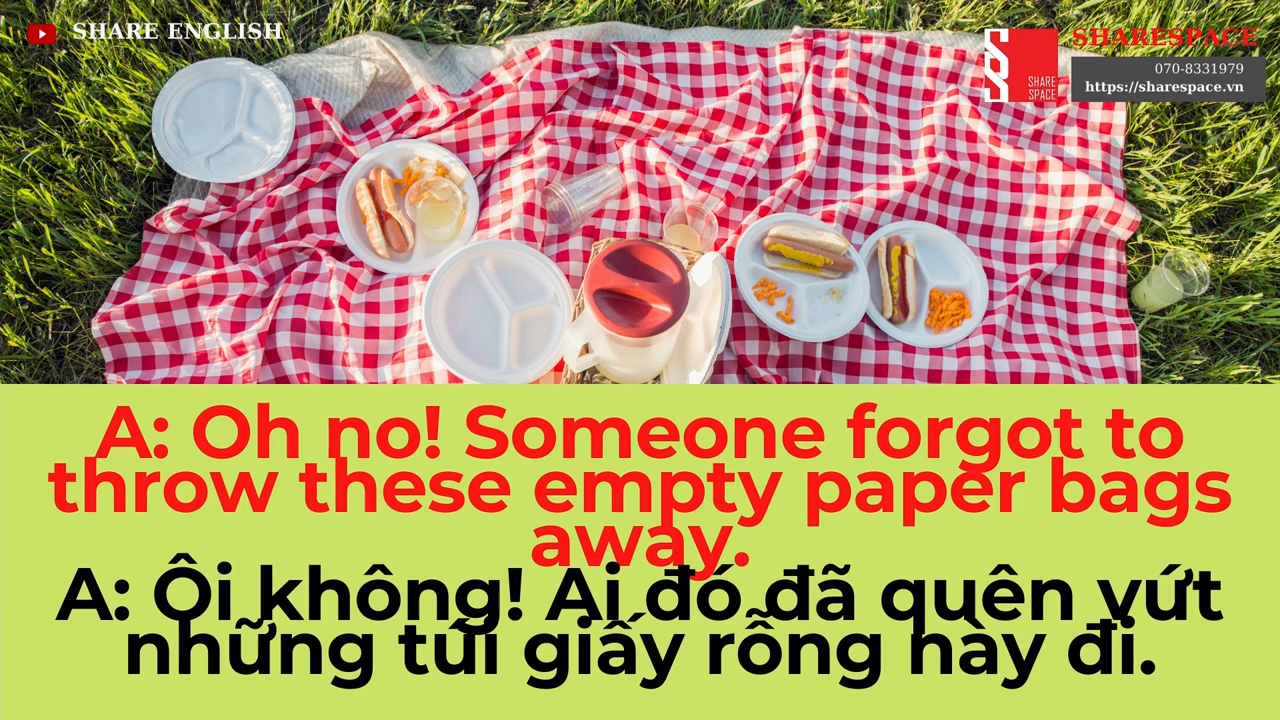 SHARE ENGLISH
SHARESPACE
070-8331979
https://sharespace.vn
SHARE
SPACE
A: Oh no! Someone forgot to
throw these empty paper bags
away.
A: Ôi không! Ai đó đã quên vứt
những túi giấy rỗng này đi.